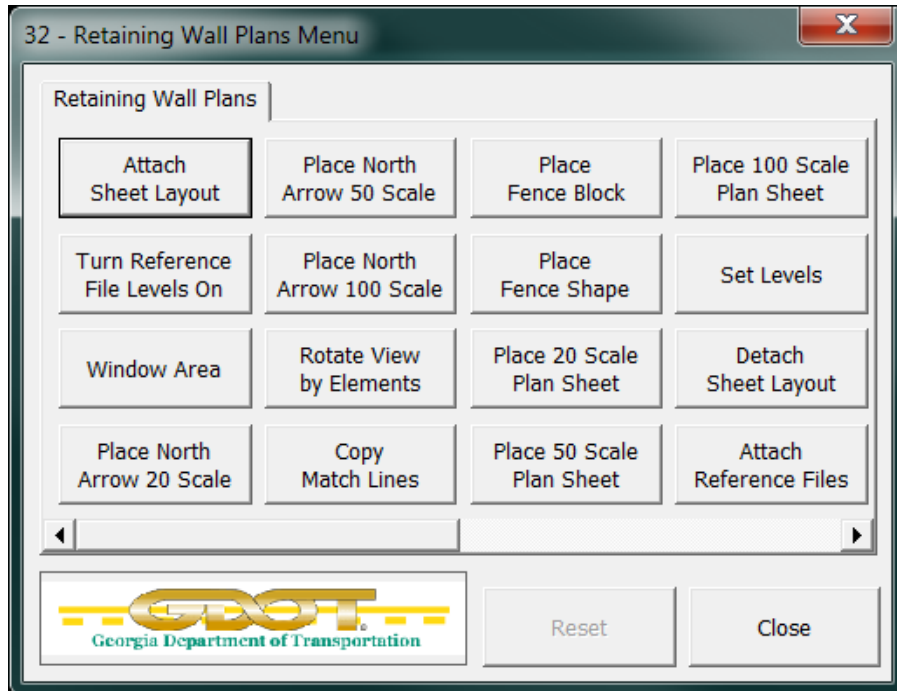 32 - Retaining Wall Plans Menu
X
Retaining Wall Plans
Attach
Sheet Layout
Place North
Arrow 50 Scale
Place
Fence Block
Place 100 Scale
Plan Sheet
Turn Reference
File Levels On
Place North
Arrow 100 Scale
Place
Fence Shape
Set Levels
Window Area
Rotate View
by Elements
Place 20 Scale
Plan Sheet
Detach
Sheet Layout
Place North
Arrow 20 Scale
Copy
Match Lines
Place 50 Scale
Plan Sheet
Attach
Reference Files
GDOT
Georgia Department of Transportation
Reset
Close